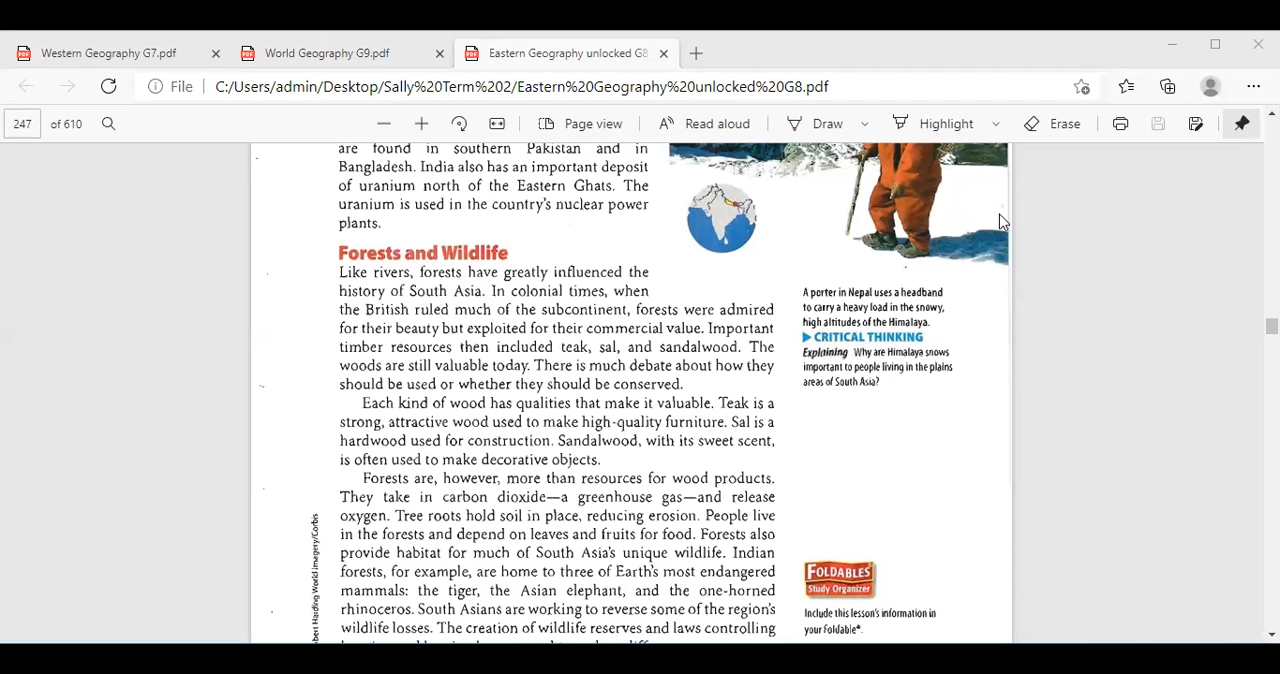 Western Geography G7.pdf
World Geography G9.pdf
Eastern Geography unlocked G8
File
C:/Users/admin/Desktop/Sally%20Term%202/Eastern%20Geography%20unlocked%20G8.pdf
247
of 610
Page view
Read aloud
Draw
Highlight
Erase
are found in southern Pakistan and in
Bangladesh. India also has an important deposit
of uranium north of the Eastern Ghats. The
uranium is used in the country's nuclear power
plants.
Forests and Wildlife
Like rivers, forests have greatly influenced the
history of South Asia. In colonial times, when
the British ruled much of the subcontinent, forests were admired
for their beauty but exploited for their commercial value. Important
timber resources then included teak, sal, and sandalwood. The
woods are still valuable today. There is much debate about how they
should be used or whether they should be conserved.
Each kind of wood has qualities that make it valuable. Teak is a
strong, attractive wood used to make high-quality furniture. Sal is a
hardwood used for construction. Sandalwood, with its sweet scent,
is often used to make decorative objects.
Forests are, however, more than resources for wood products.
They take in carbon dioxide—a greenhouse gas—and release
oxygen. Tree roots hold soil in place, reducing erosion. People live
in the forests and depend on leaves and fruits for food. Forests also
provide habitat for much of South Asia's unique wildlife. Indian
forests, for example, are home to three of Earth's most endangered
mammals: the tiger, the Asian elephant, and the one-horned
rhinoceros. South Asians are working to reverse some of the region's
wildlife losses. The creation of wildlife reserves and laws controlling
A porter in Nepal uses a headband
to carry a heavy load in the snowy,
high altitudes of the Himalaya.
▶ CRITICAL THINKING
Explaining Why are Himalaya snows
important to people living in the plains
areas of South Asia?
FOLDABLES
Study Organizer
Include this lesson's information in
your Foldable®.
bert Harding World Imagery/Corbis